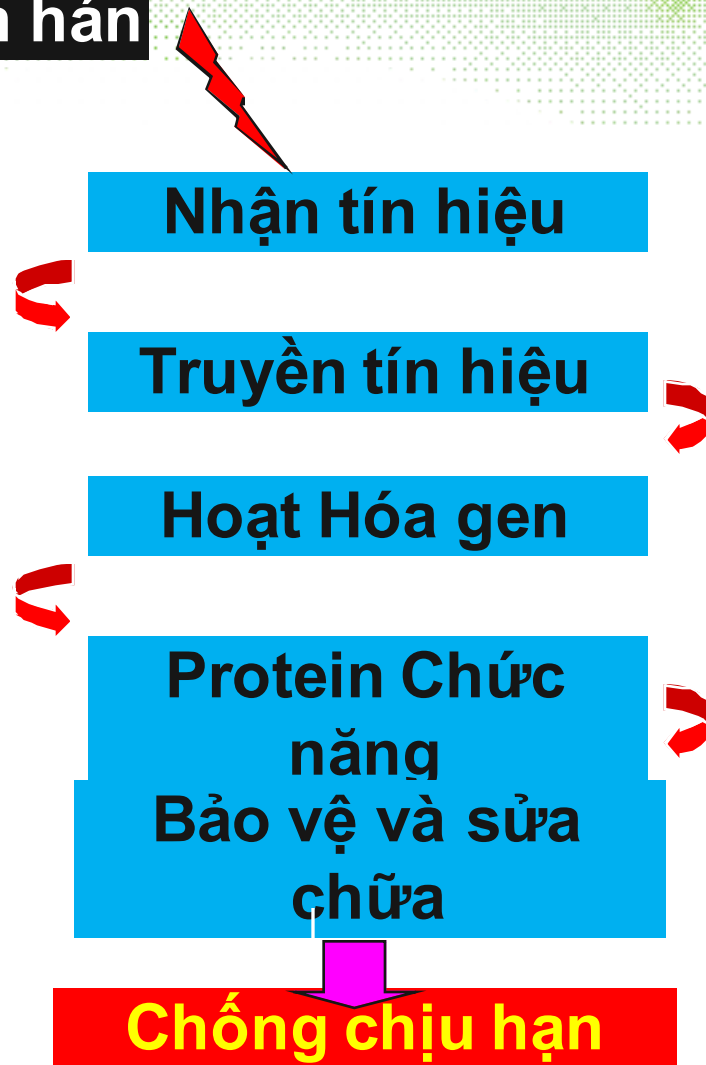 hán
Nhận tín hiệu
Truyền tín hiệu
Hoạt Hóa gen
Protein Chức
năng
Bảo vệ và sửa
chữa
Chống chịu hạn